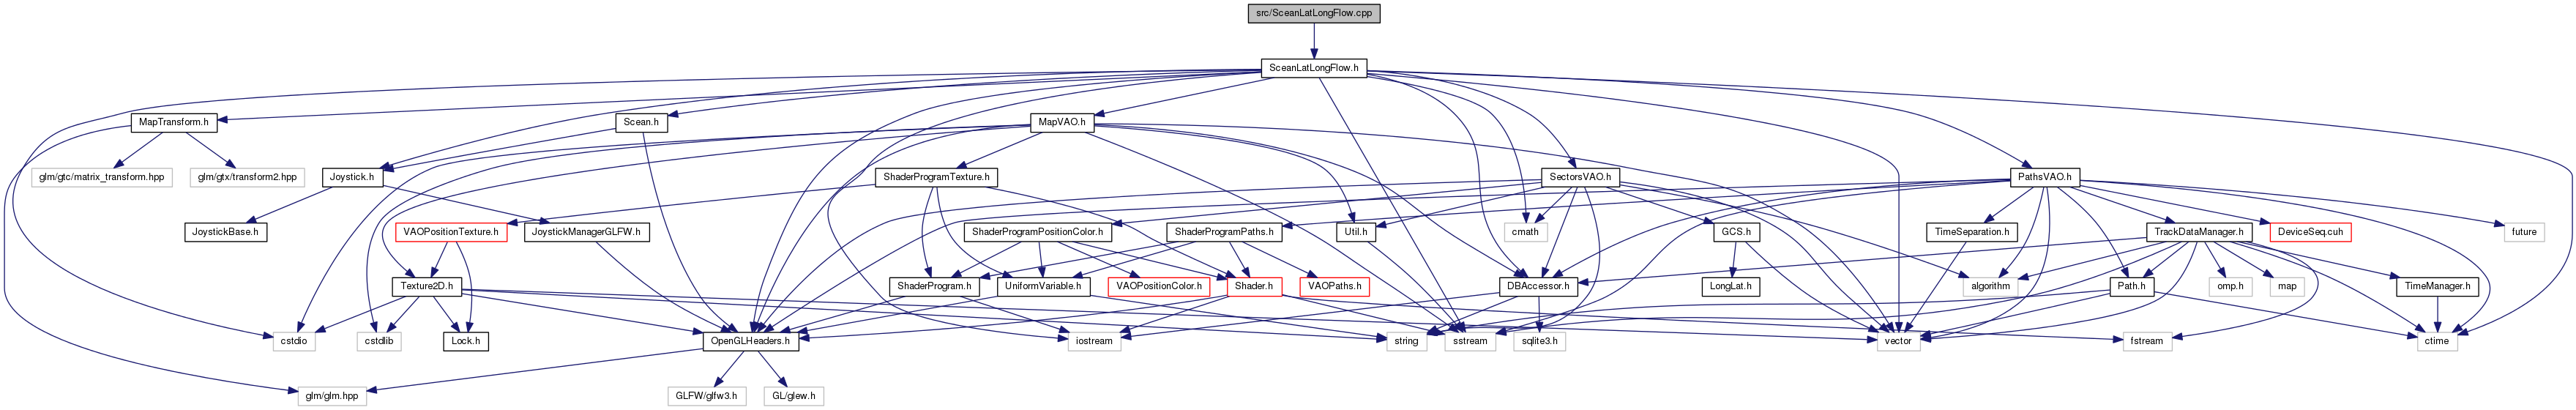 src/SceanLatLongFlow.cpp
SceanLatLongFlow.h
MapTransform.h
Scean.h
MapVAO.h
glm/gtc/matrix_transform.hpp
glm/gtx/transform2.hpp
Joystick.h
ShaderProgramTexture.h
SectorsVAO.h
PathsVAO.h
JoystickBase.h
VAOPositionTexture.h
JoystickManagerGLFW.h
ShaderProgramPositionColor.h
ShaderProgramPaths.h
Util.h
cmath
GCS.h
TimeSeparation.h
TrackDataManager.h
DeviceSeq.cuh
future
Texture2D.h
ShaderProgram.h
UniformVariable.h
VAOPositionColor.h
Shader.h
VAOPaths.h
DBAccessor.h
LongLat.h
algorithm
Path.h
omp.h
map
TimeManager.h
cstdio
cstdlib
Lock.h
OpenGLHeaders.h
iostream
string
sstream
sqlite3.h
vector
fstream
ctime
glm/glm.hpp
GLFW/glfw3.h
GL/glew.h